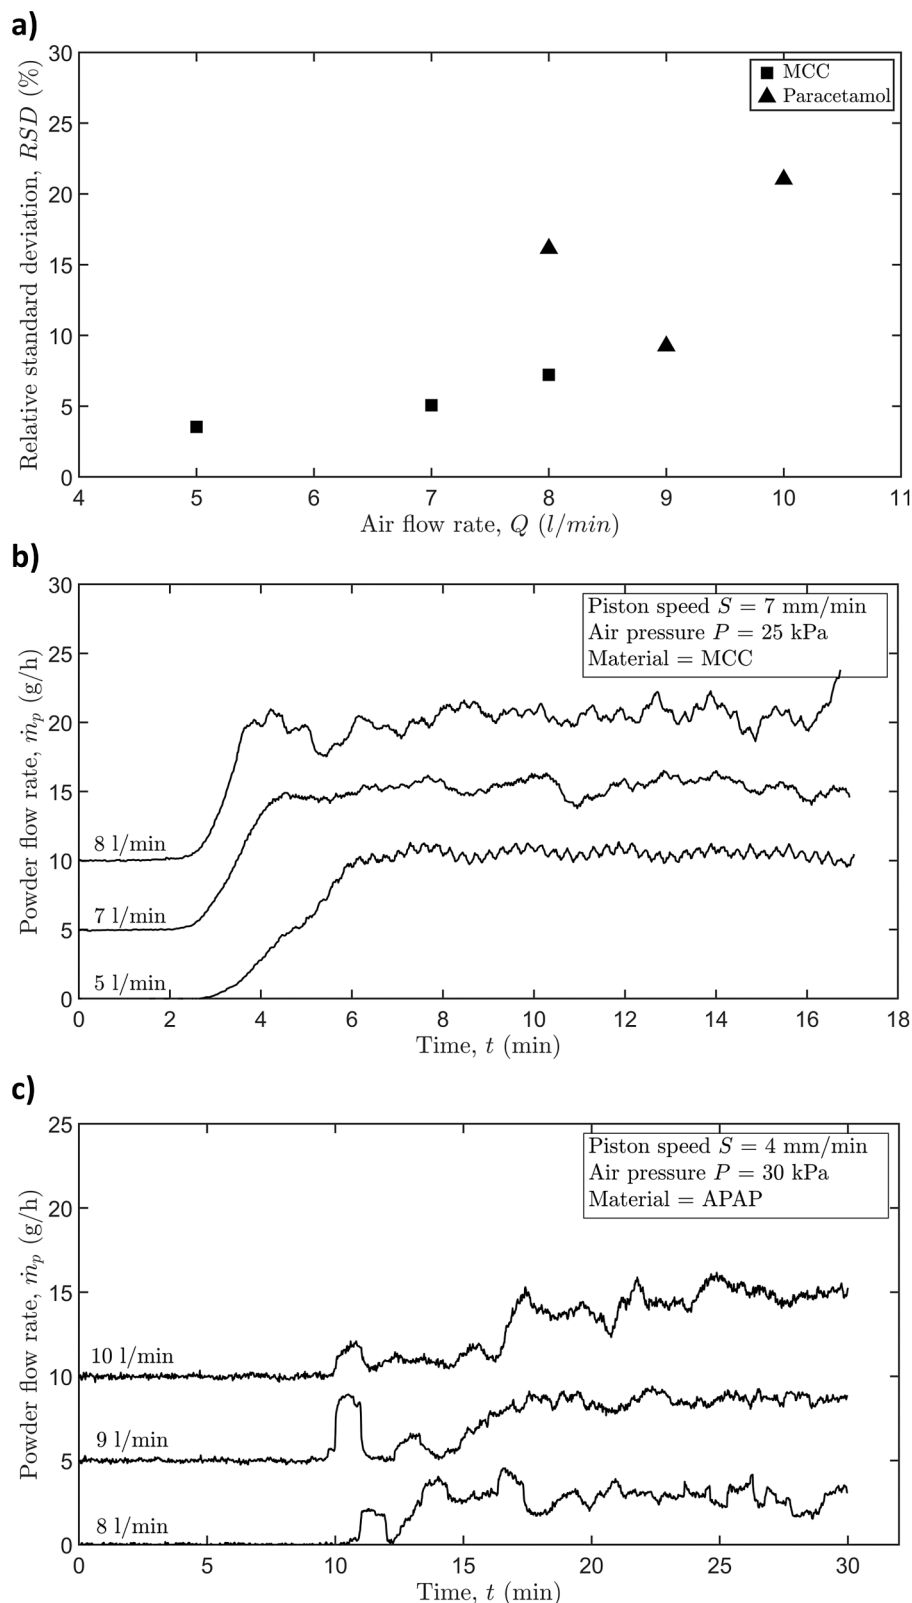 a)
30
25
20
15
10
5
0
Relative standard deviation, RSD (%)
MCC
Paracetamol
4 5 6 7 8 9 10 11
Air flow rate, Q (l/min)
b)
30
25
20
15
10
5
0
Powder flow rate, ṁ_p (g/h)
Piston speed S = 7 mm/min
Air pressure P = 25 kPa
Material = MCC
8 l/min
7 l/min
5 l/min
0 2 4 6 8 10 12 14 16 18
Time, t (min)
c)
25
20
15
10
5
0
Powder flow rate, ṁ_p (g/h)
Piston speed S = 4 mm/min
Air pressure P = 30 kPa
Material = APAP
10 l/min
9 l/min
8 l/min
0 5 10 15 20 25 30
Time, t (min)